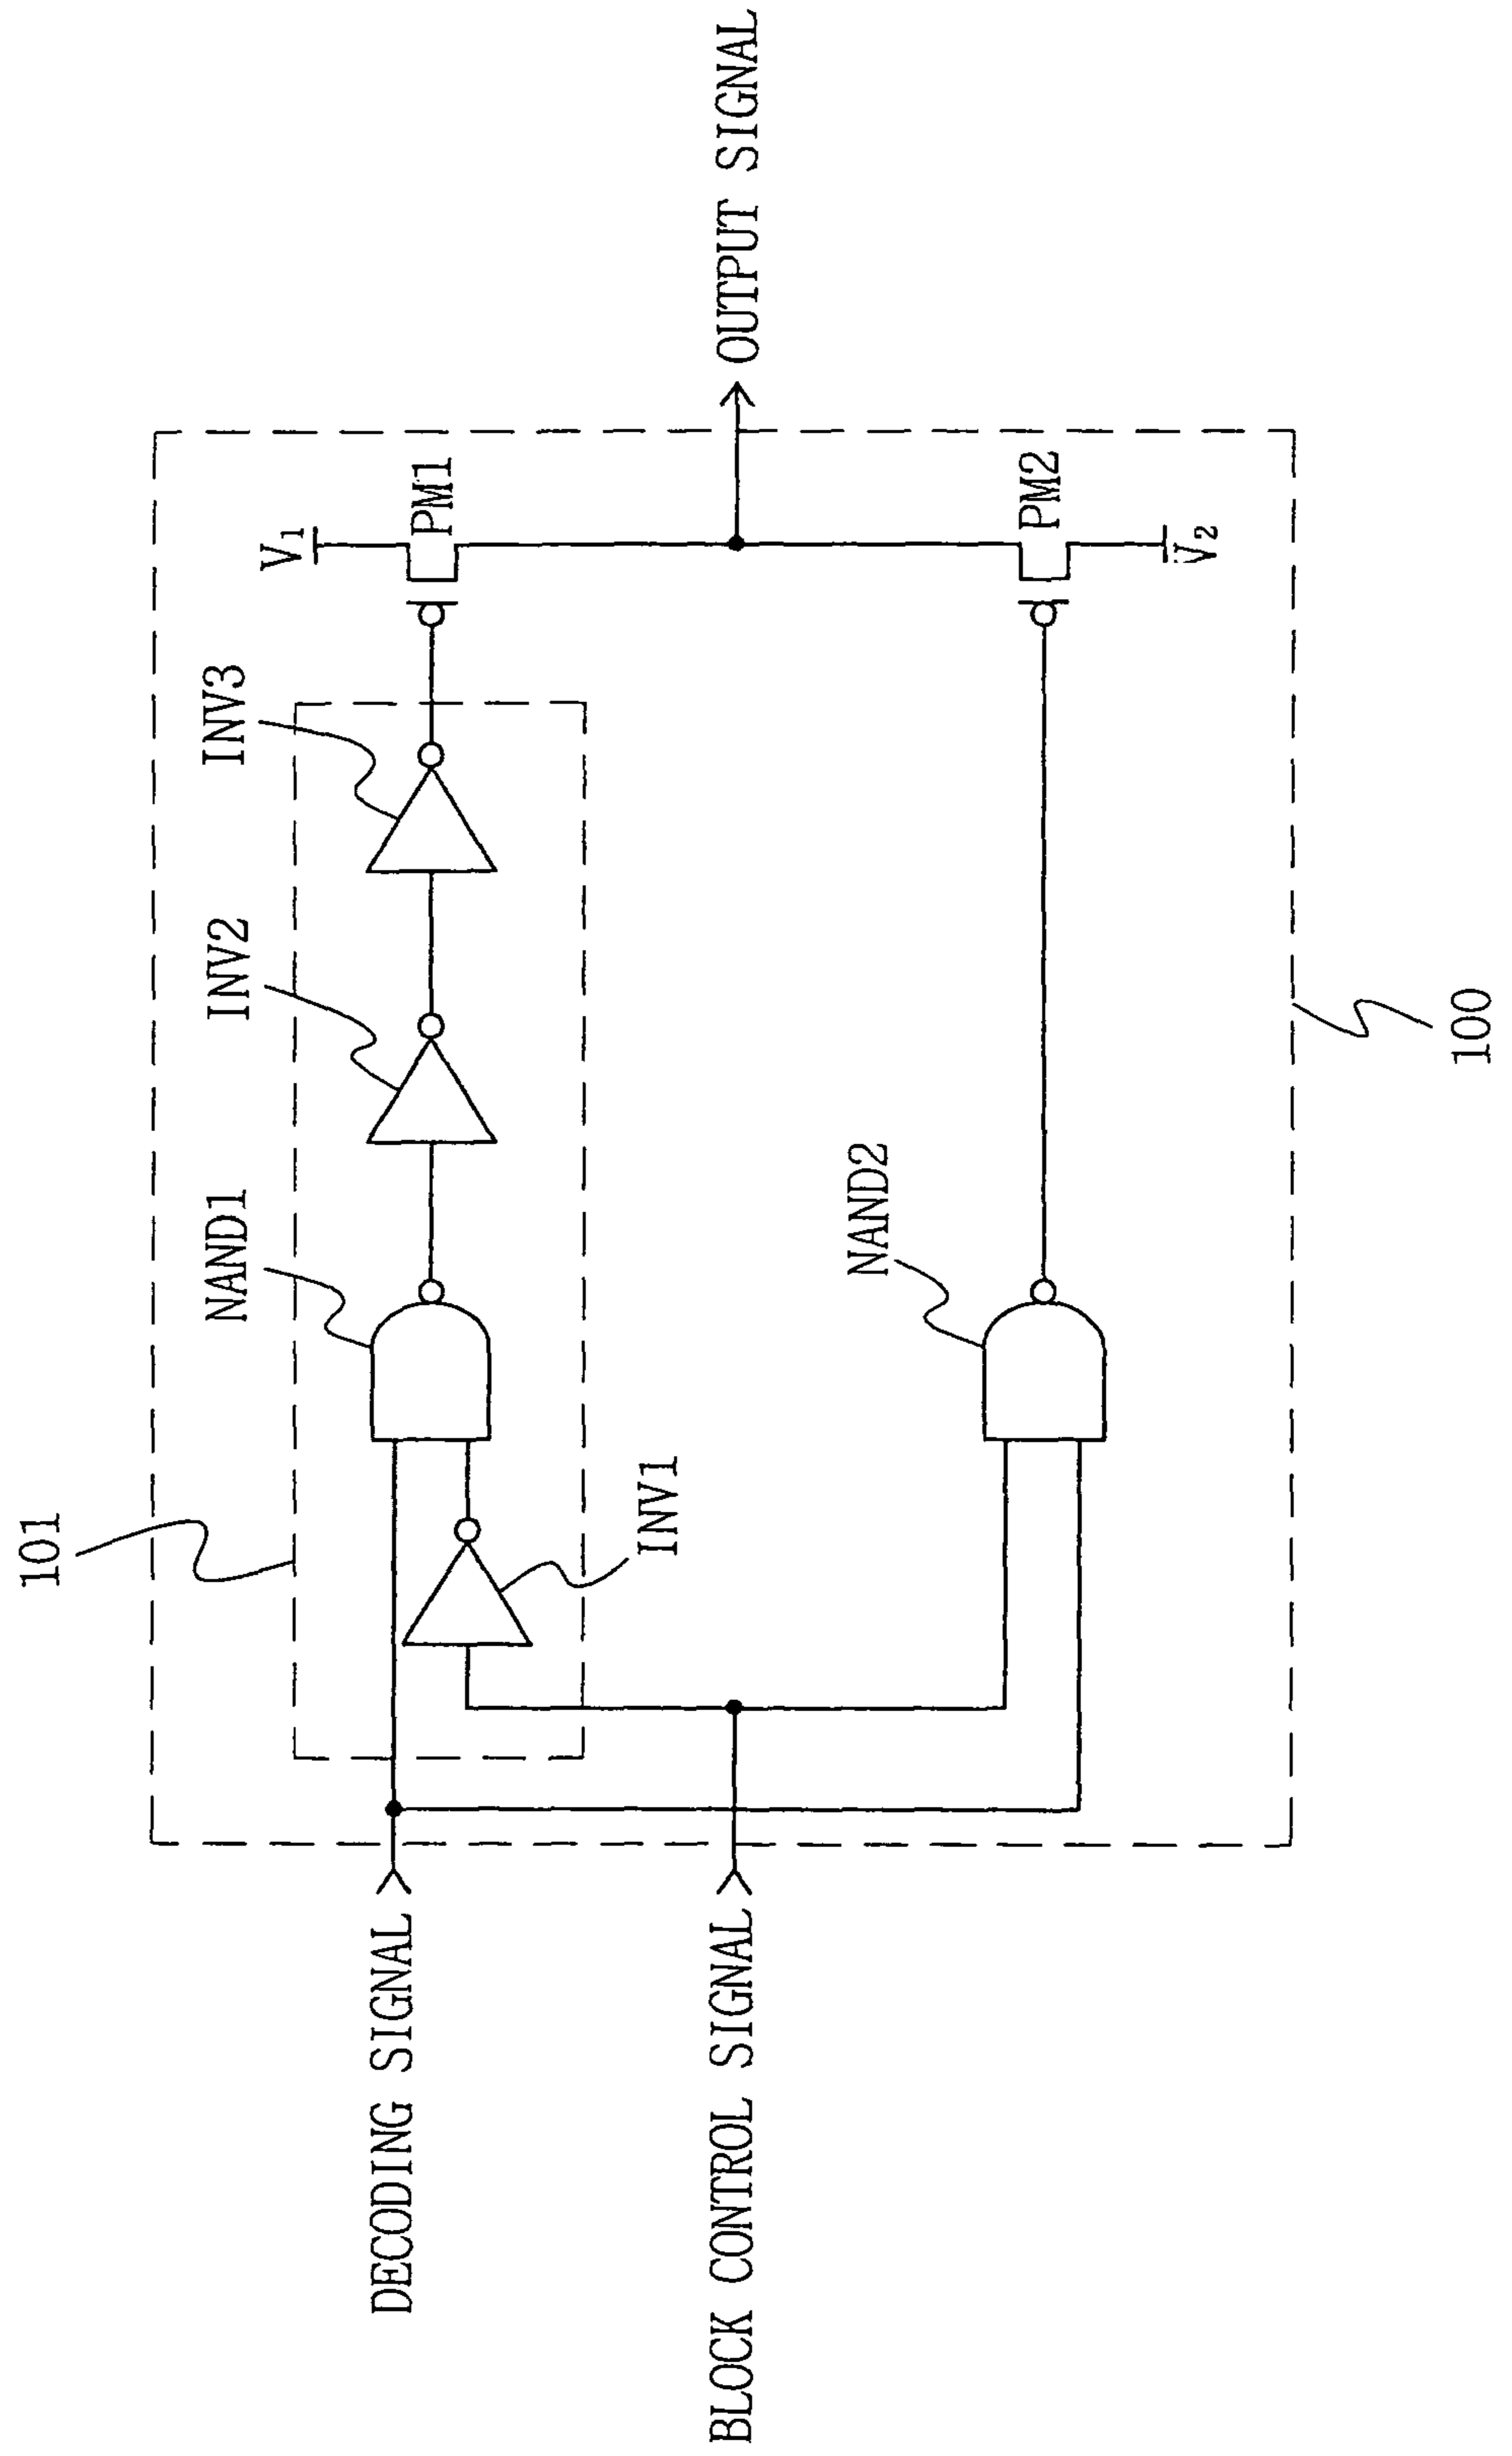 101
NAND1
INV2
INV3
V1
PM1
DECODING SIGNAL
INV1
BLOCK CONTROL SIGNAL
OUTPUT SIGNAL
NAND2
PM2
V2
100